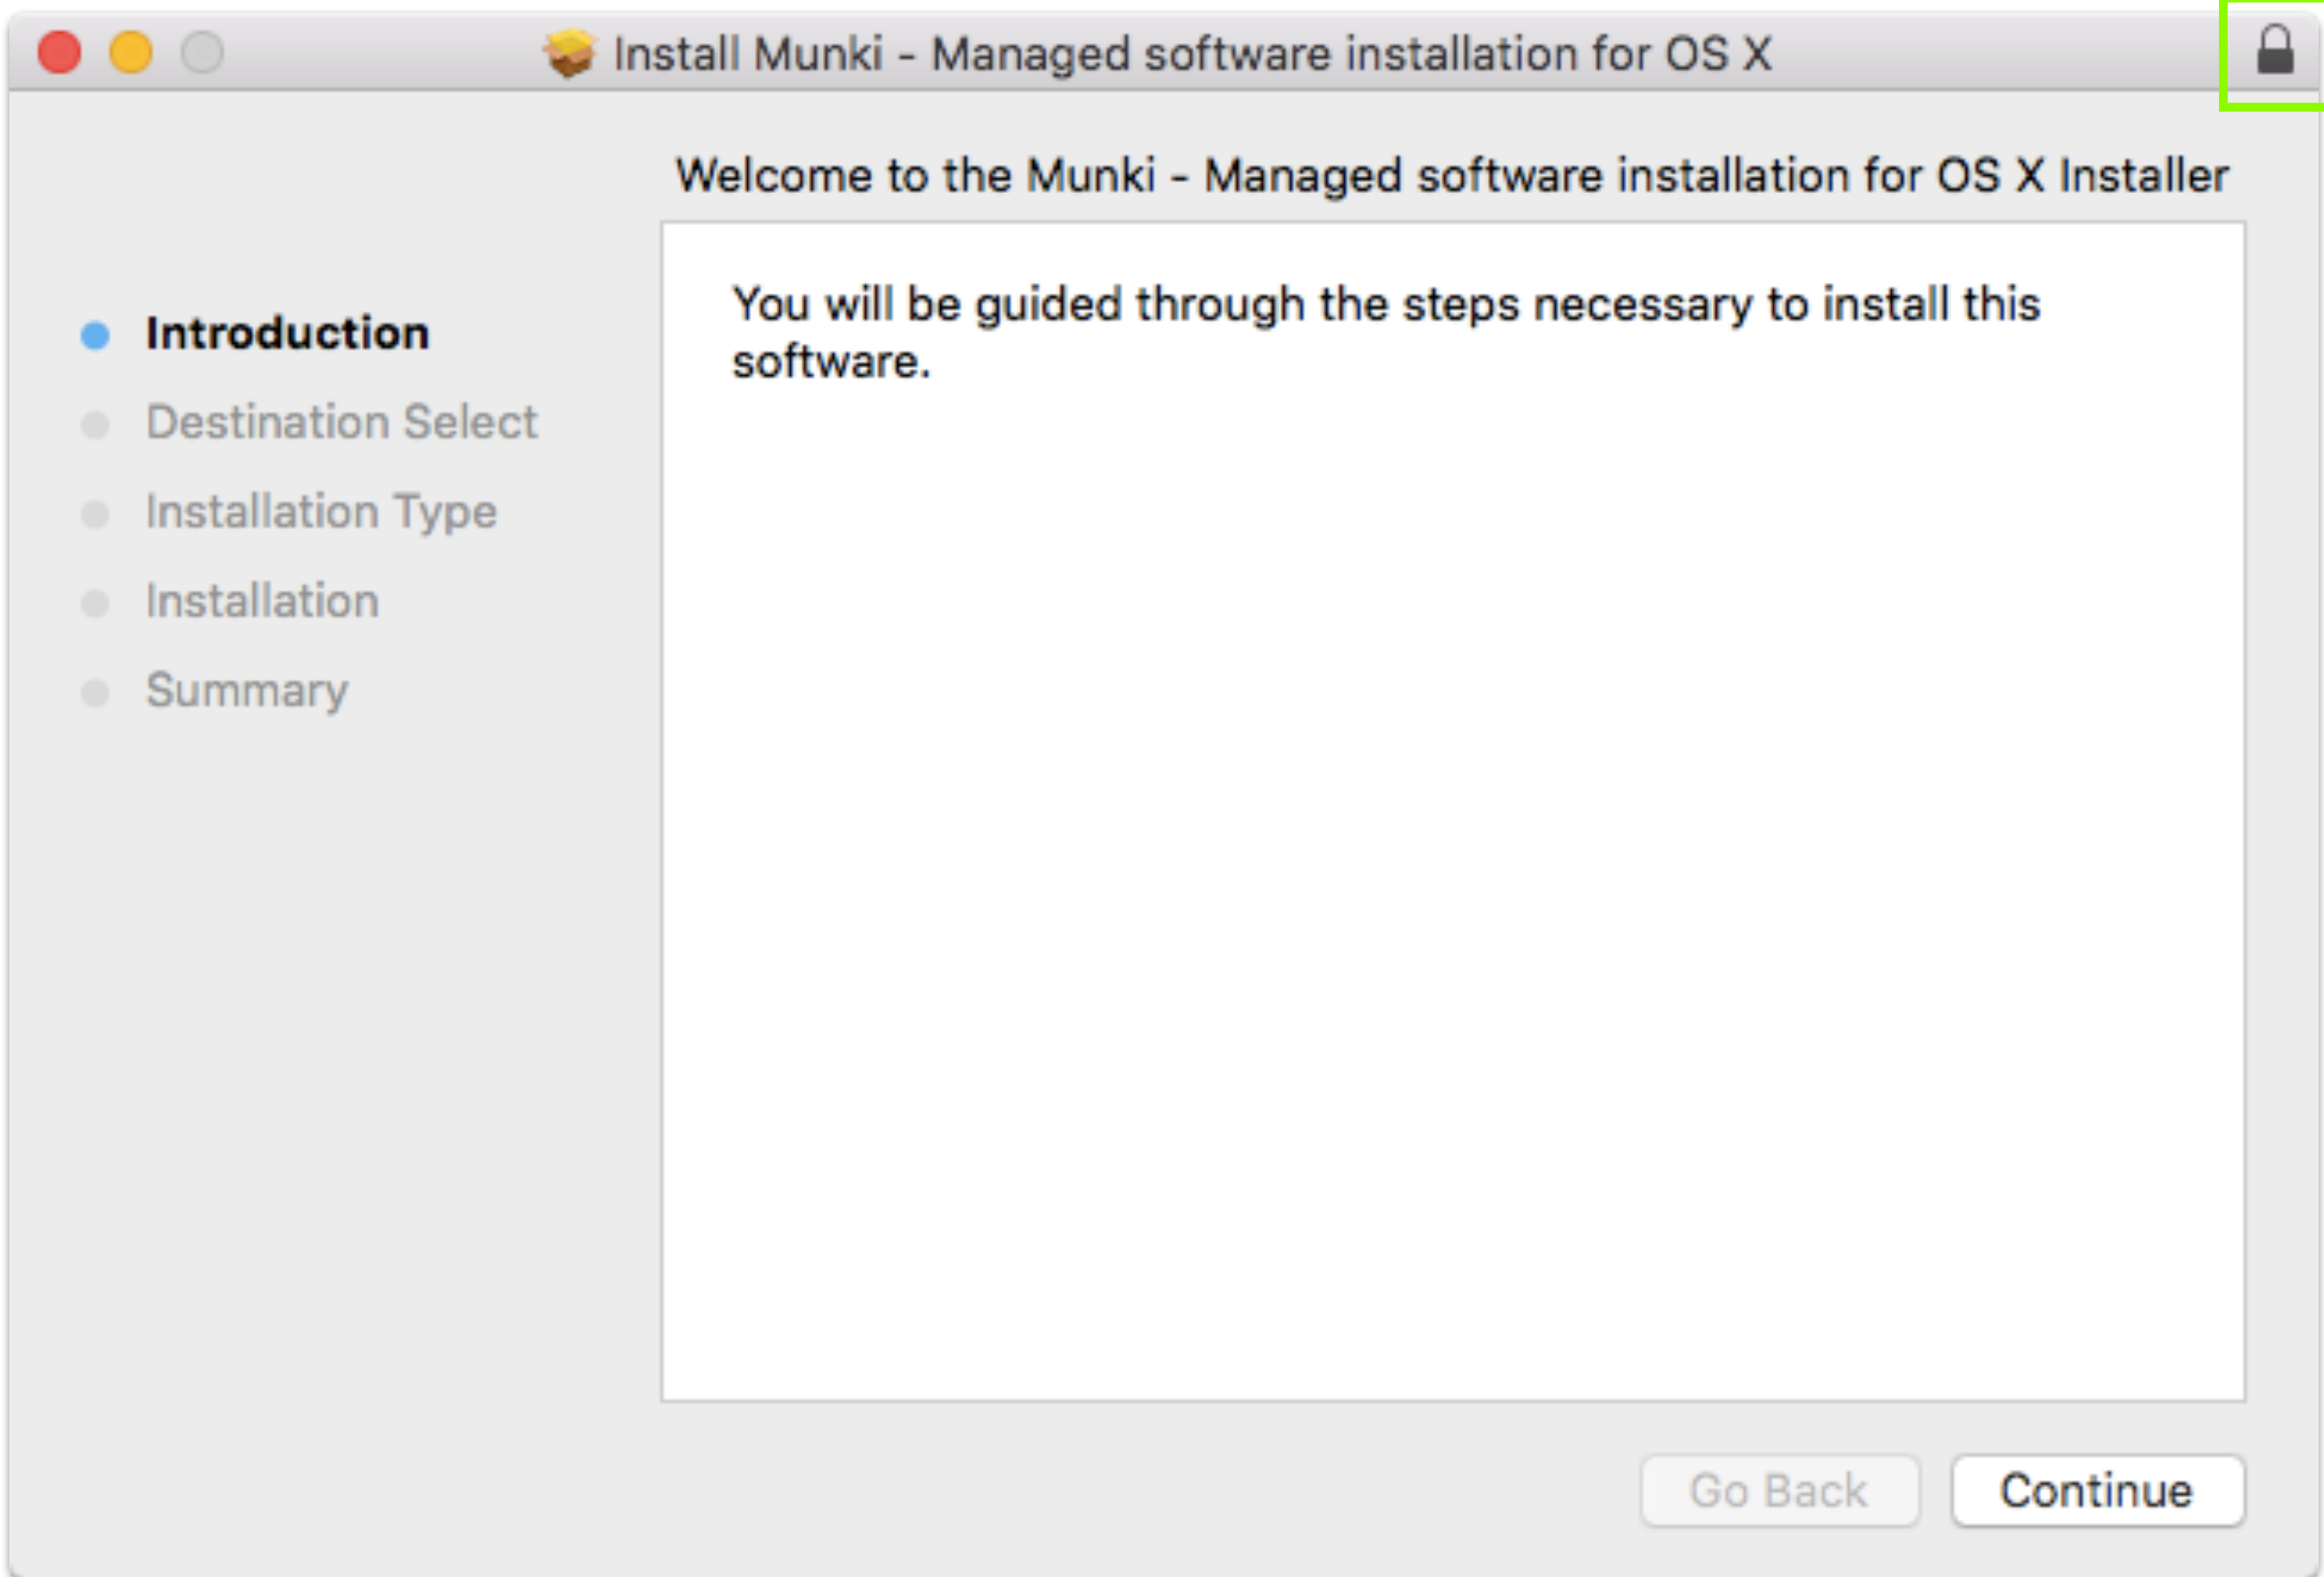 Install Munki - Managed software installation for OS X
Welcome to the Munki - Managed software installation for OS X Installer
Introduction
Destination Select
Installation Type
Installation
Summary
You will be guided through the steps necessary to install this
software.
Go Back
Continue